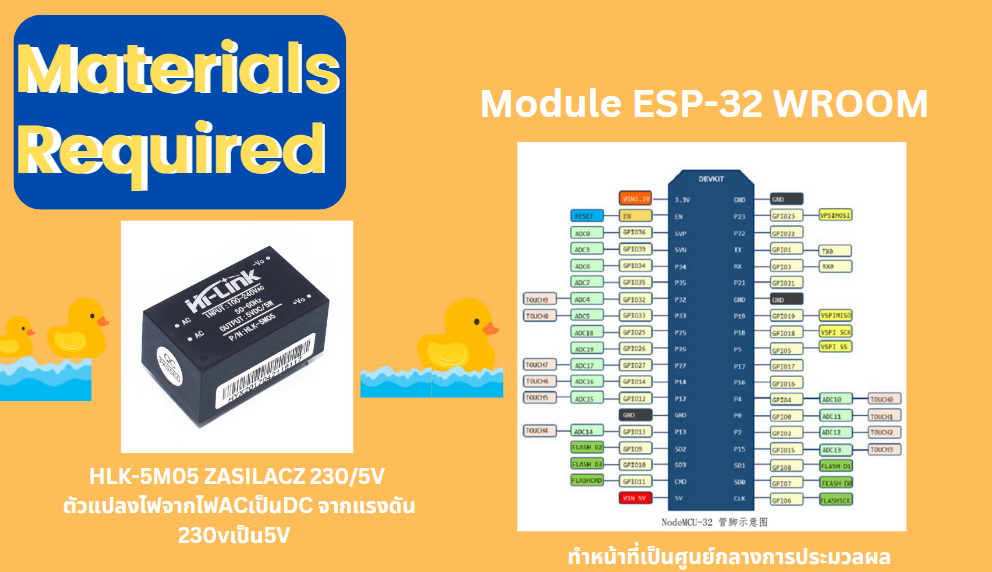 Materials
Required
Module ESP-32 WROOM
-Vo
AC
Hi-Link
INPUT:100-240VAC
50-60Hz
OUTPUT:5VDC/5W
P/N:HLK-5M05
AC
-Vo
QC
HLK-5M05 ZASILACZ 230/5V
ตัวแปลงไฟจากไฟACเป็นDC จากแรงดัน
230vเป็น5V
DEVKIT
VIN3.3V 3.3V GND GND
RESET EN EN P23 GPIO23 VPSIMOSI
ADC0 GPIO36 SVP P22 GPIO22
ADC3 GPIO39 SVN TX GPIO1 TX0
ADC6 GPIO34 P34 RX GPIO3 RX0
ADC7 GPIO35 P35 P21 GPIO21
TOUCH9 ADC4 GPIO32 P32 GND GND
TOUCH8 ADC5 GPIO33 P33 P19 GPIO19 VSPIMISO
ADC18 GPIO25 P25 P18 GPIO18 VSPI SCK
ADC19 GPIO26 P26 P5 GPIO5 VSPI SS
TOUCH7 ADC17 GPIO27 P27 P17 GPIO17
TOUCH6 ADC16 GPIO14 P14 P16 GPIO16
TOUCH5 ADC15 GPIO12 P12 P4 GPIO4 ADC10 TOUCH0
GND GND P0 GPIO0 ADC11 TOUCH1
TOUCH4 ADC14 GPIO13 P13 P2 GPIO2 ADC12 TOUCH2
FLASH D2 GPIO9 SD2 P15 GPIO15 ADC13 TOUCH3
FLASH D3 GPIO10 SD3 SD1 GPIO8 FLASH D1
FLASHCMD GPIO11 CMD SD0 GPIO7 FLASH D0
VIN 5V 5V CLK GPIO6 FLASHSCK
NodeMCU-32 管脚示意图
ทำหน้าที่เป็นศูนย์กลางการประมวลผล